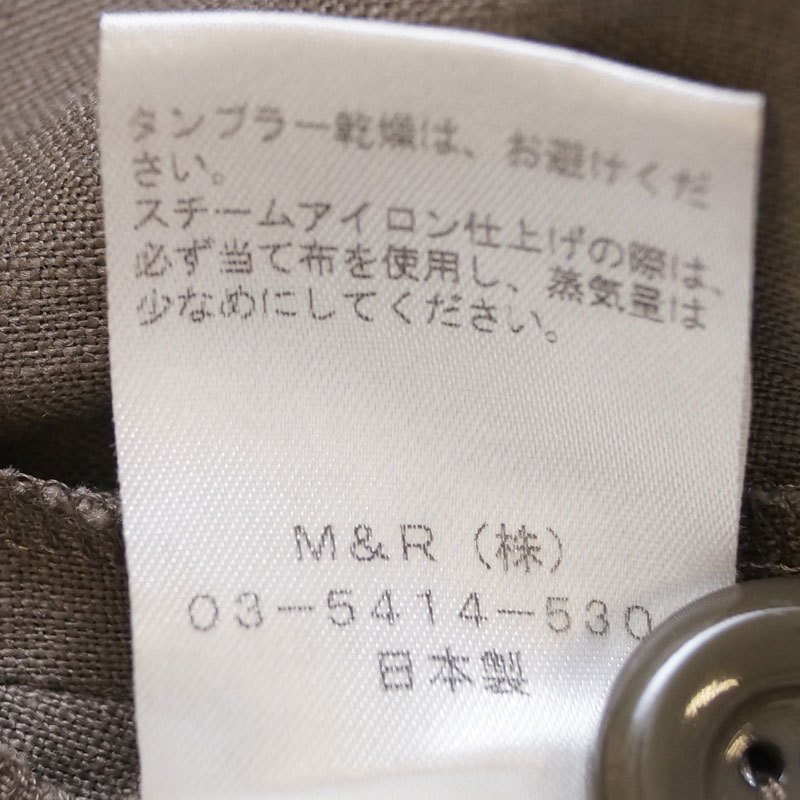 タンブラー乾燥は、お避けくだ
さい。
スチームアイロン仕上げの際は、
必ず当て布を使用し、蒸気量は
少なめにしてください。
M&R（株）
03-5414-530
日本製